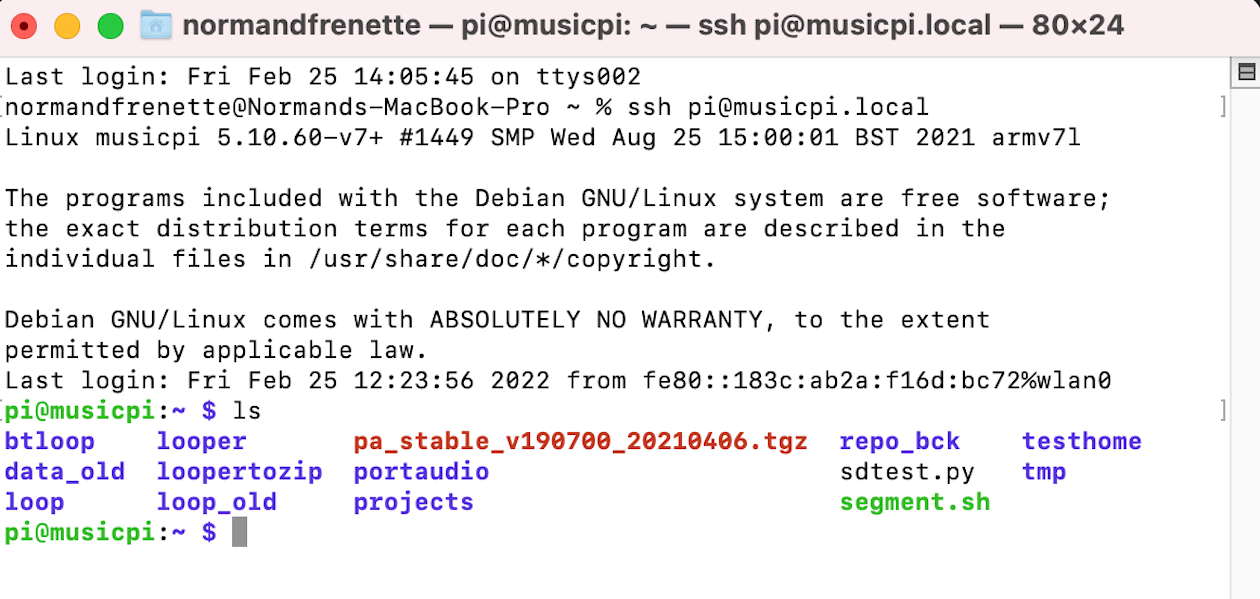 normandfrenette — pi@musicpi: ~ — ssh pi@musicpi.local — 80×24
Last login: Fri Feb 25 14:05:45 on ttys002
[normandfrenette@Normands-MacBook-Pro ~ % ssh pi@musicpi.local ]
Linux musicpi 5.10.60-v7+ #1449 SMP Wed Aug 25 15:00:01 BST 2021 armv7l
The programs included with the Debian GNU/Linux system are free software;
the exact distribution terms for each program are described in the
individual files in /usr/share/doc/*/copyright.
Debian GNU/Linux comes with ABSOLUTELY NO WARRANTY, to the extent
permitted by applicable law.
Last login: Fri Feb 25 12:23:56 2022 from fe80::183c:ab2a:f16d:bc72%wlan0
[pi@musicpi:~ $ ls ]
btloop looper pa_stable_v190700_20210406.tgz repo_bck testhome
data_old loopertozip portaudio sdtest.py tmp
loop loop_old projects segment.sh
pi@musicpi:~ $